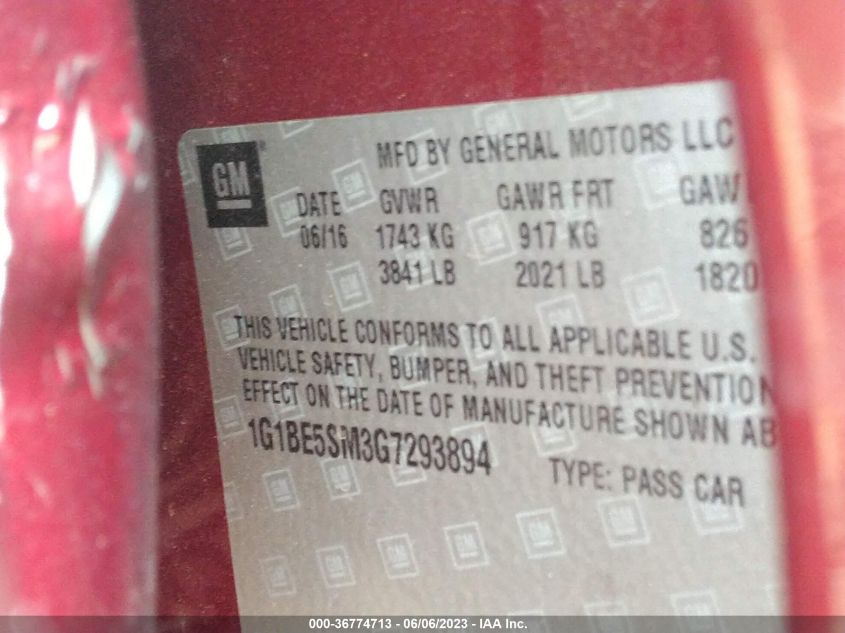 MFD BY GENERAL MOTORS LLC
GM
DATE GVWR GAWR FRT GAW
06/16 1743 KG 917 KG 826
3841 LB 2021 LB 1820
THIS VEHICLE CONFORMS TO ALL APPLICABLE U.S.
VEHICLE SAFETY, BUMPER, AND THEFT PREVENTION
EFFECT ON THE DATE OF MANUFACTURE SHOWN AB
1G1BE5SM3G7293894 TYPE: PASS CAR
000-36774713 - 06/06/2023 - IAA Inc.